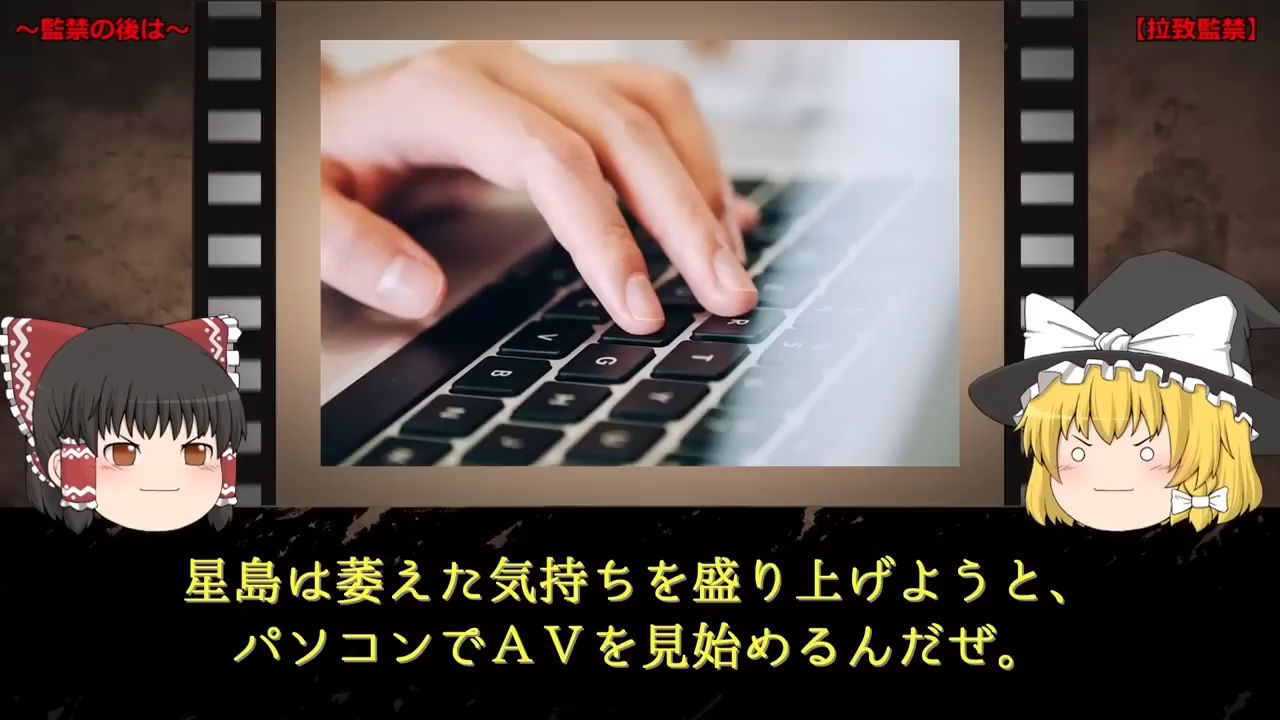 ～監禁の後は～
【拉致監禁】
R
V
G
T
B
星島は萎えた気持ちを盛り上げようと、
パソコンでＡＶを見始めるんだぜ。